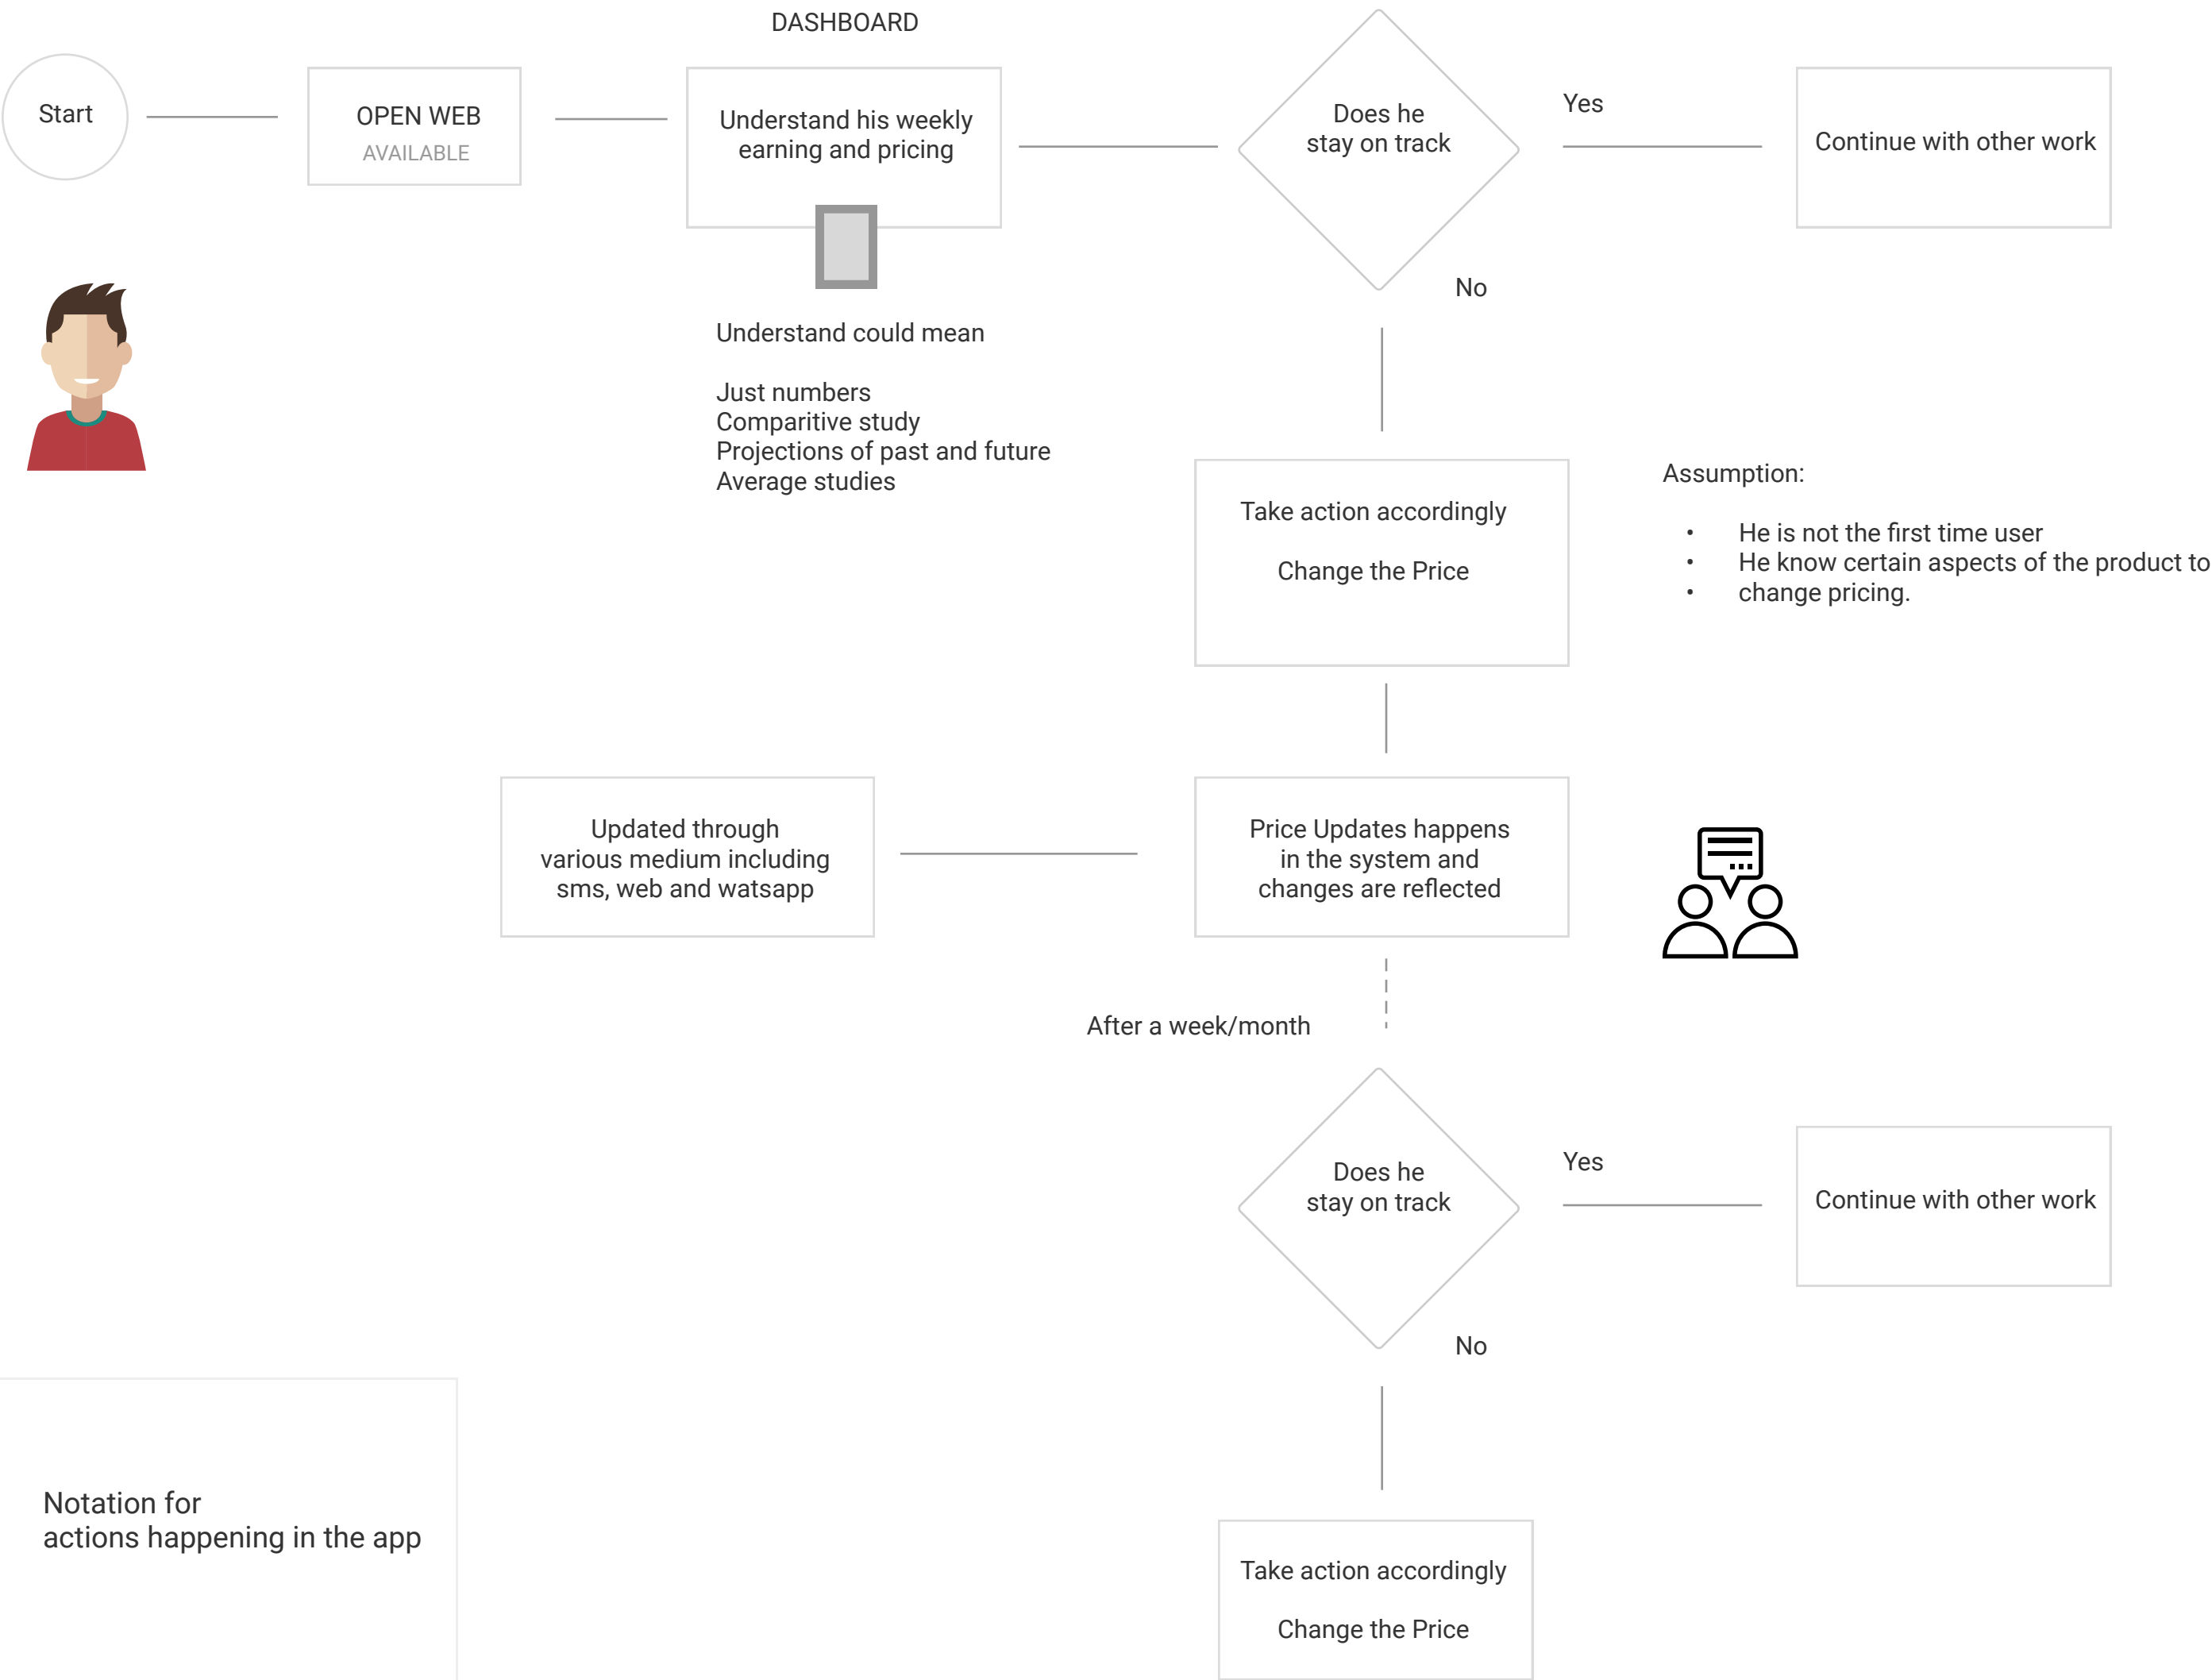 DASHBOARD
Start
OPEN WEB
AVAILABLE
Understand his weekly
earning and pricing
Does he
stay on track
Yes
Continue with other work
No
Understand could mean
Just numbers
Comparitive study
Projections of past and future
Average studies
Take action accordingly
Change the Price
Assumption:
• He is not the first time user
• He know certain aspects of the product to
• change pricing.
Updated through
various medium including
sms, web and watsapp
Price Updates happens
in the system and
changes are reflected
After a week/month
Does he
stay on track
Yes
Continue with other work
No
Notation for
actions happening in the app
Take action accordingly
Change the Price